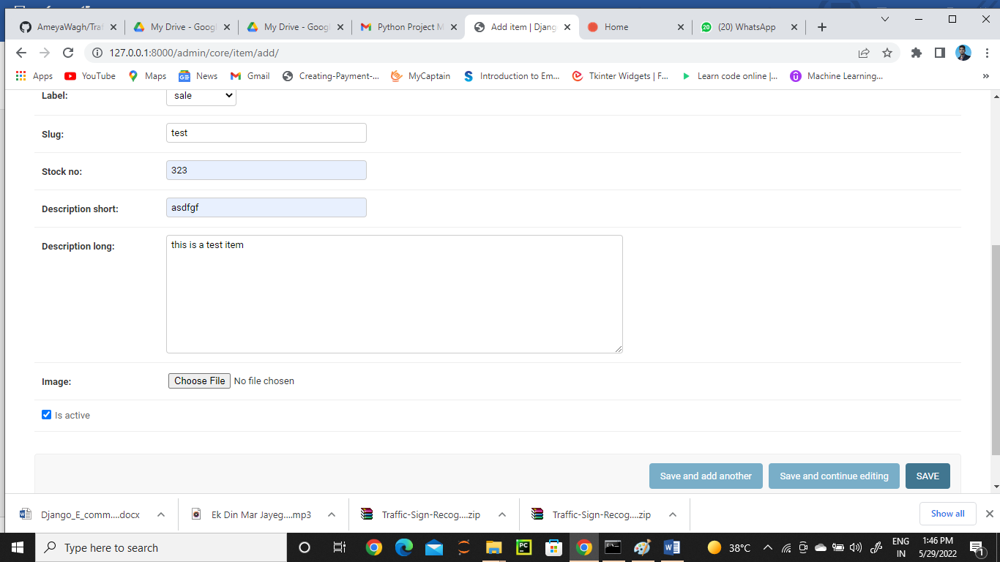 AmeyaWagh/Traf
My Drive - Googl
My Drive - Googl
Python Project M
Add item | Djang
Home
20
(20) WhatsApp
127.0.0.1:8000/admin/core/item/add/
Apps
YouTube
Maps
GE
News
Gmail
Creating-Payment-...
MyCaptain
Introduction to Em...
Tkinter Widgets | F...
Learn code online |...
Machine Learning...
»
Label:
sale
Slug:
test
Stock no:
323
Description short:
asdfgf
Description long:
this is a test item
Image:
Choose File No file chosen
Is active
Save and add another
Save and continue editing
SAVE
Django_E_comm....docx
Ek Din Mar Jayeg....mp3
Traffic-Sign-Recog....zip
Traffic-Sign-Recog....zip
Show all
Type here to search
PC
38°C
ENG
IN
1:46 PM
5/29/2022
1